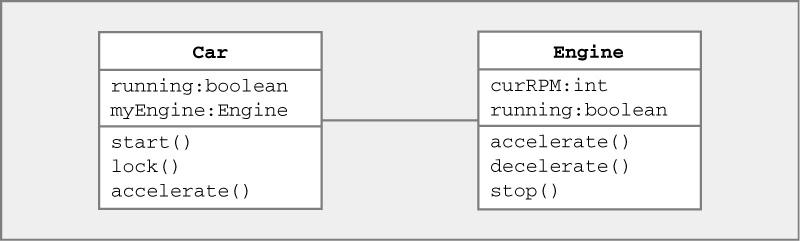 Car
running:boolean
myEngine:Engine
start()
lock()
accelerate()
Engine
curRPM:int
running:boolean
accelerate()
decelerate()
stop()